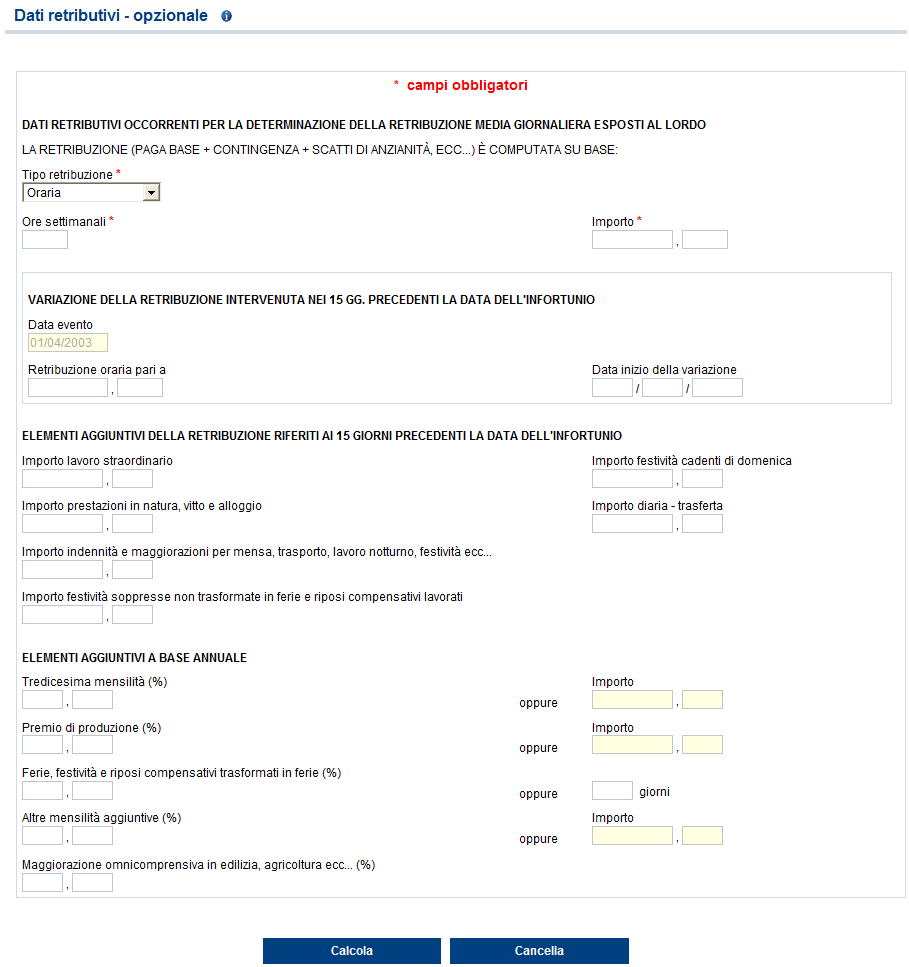 Dati retributivi - opzionale i
* campi obbligatori
DATI RETRIBUTIVI OCCORRENTI PER LA DETERMINAZIONE DELLA RETRIBUZIONE MEDIA GIORNALIERA ESPOSTI AL LORDO
LA RETRIBUZIONE (PAGA BASE + CONTINGENZA + SCATTI DI ANZIANITÀ, ECC...) È COMPUTATA SU BASE:
Tipo retribuzione *
Oraria
Ore settimanali * Importo *
,
VARIAZIONE DELLA RETRIBUZIONE INTERVENUTA NEI 15 GG. PRECEDENTI LA DATA DELL'INFORTUNIO
Data evento
01/04/2003
Retribuzione oraria pari a Data inizio della variazione
, / /
ELEMENTI AGGIUNTIVI DELLA RETRIBUZIONE RIFERITI AI 15 GIORNI PRECEDENTI LA DATA DELL'INFORTUNIO
Importo lavoro straordinario Importo festività cadenti di domenica
, ,
Importo prestazioni in natura, vitto e alloggio Importo diaria - trasferta
, ,
Importo indennità e maggiorazioni per mensa, trasporto, lavoro notturno, festività ecc...
,
Importo festività soppresse non trasformate in ferie e riposi compensativi lavorati
,
ELEMENTI AGGIUNTIVI A BASE ANNUALE
Tredicesima mensilità (%) Importo
, oppure ,
Premio di produzione (%) Importo
, oppure ,
Ferie, festività e riposi compensativi trasformati in ferie (%)
, oppure giorni
Altre mensilità aggiuntive (%) Importo
, oppure ,
Maggiorazione omnicomprensiva in edilizia, agricoltura ecc... (%)
,
Calcola Cancella